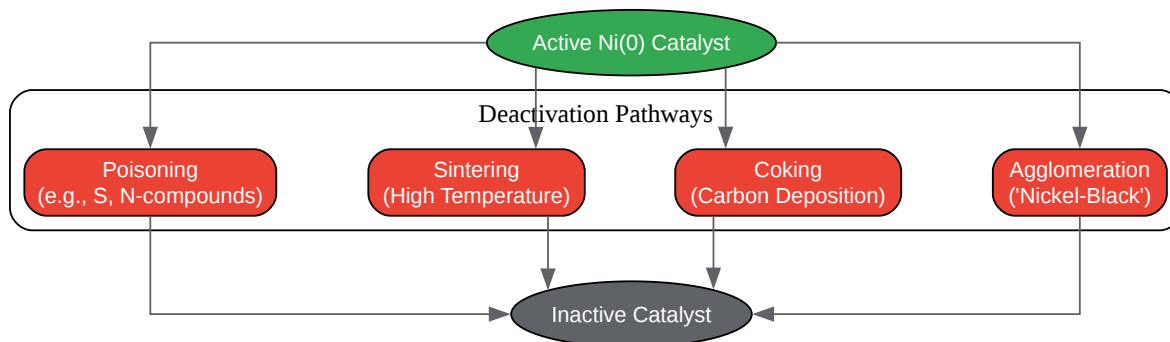 Active Ni(0) Catalyst
Deactivation Pathways
Poisoning
(e.g., S, N-compounds)
Sintering
(High Temperature)
Coking
(Carbon Deposition)
Agglomeration
('Nickel-Black')
Inactive Catalyst